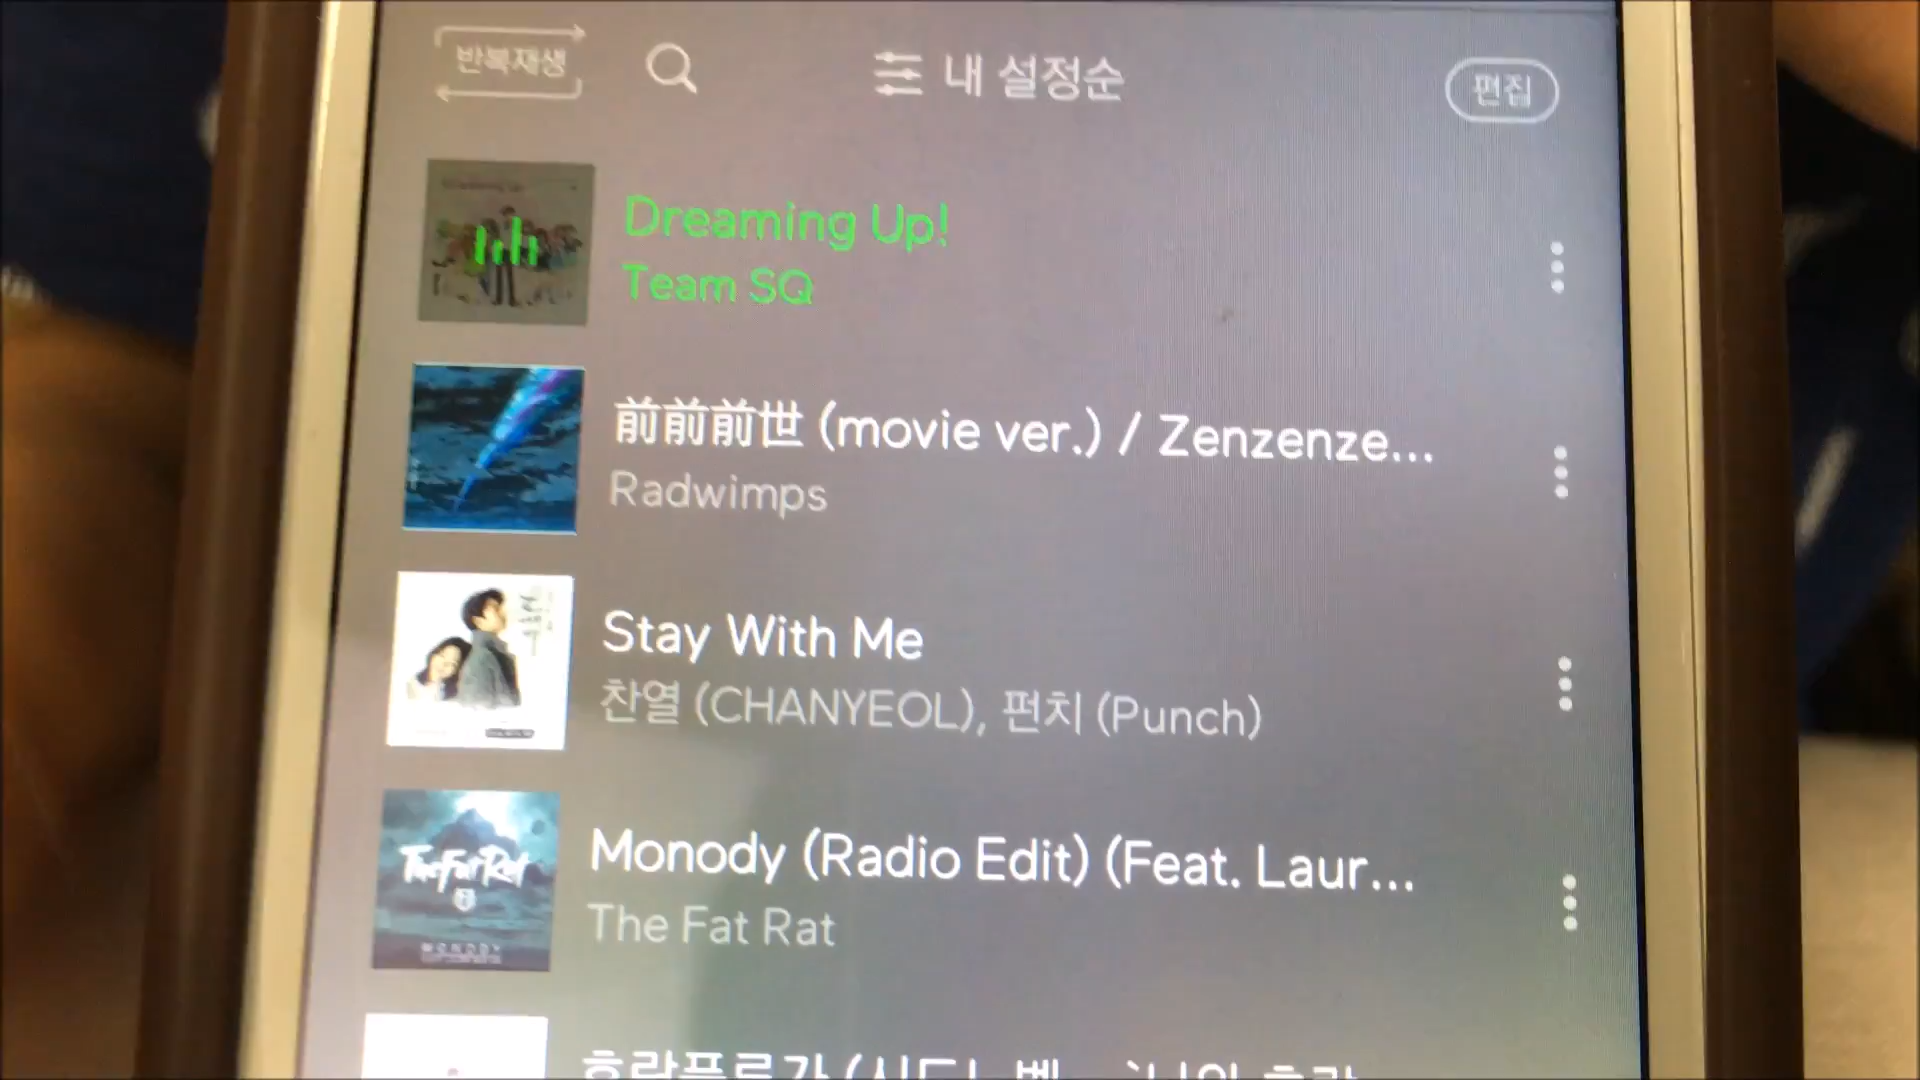 반복재생
내 설정순
편집
Dreaming Up!
Team SQ
前前前世 (movie ver.) / Zenzenze...
Radwimps
Stay With Me
찬열 (CHANYEOL), 펀치 (Punch)
TheFatRat
MONODY
Monody (Radio Edit) (Feat. Laur...
The Fat Rat